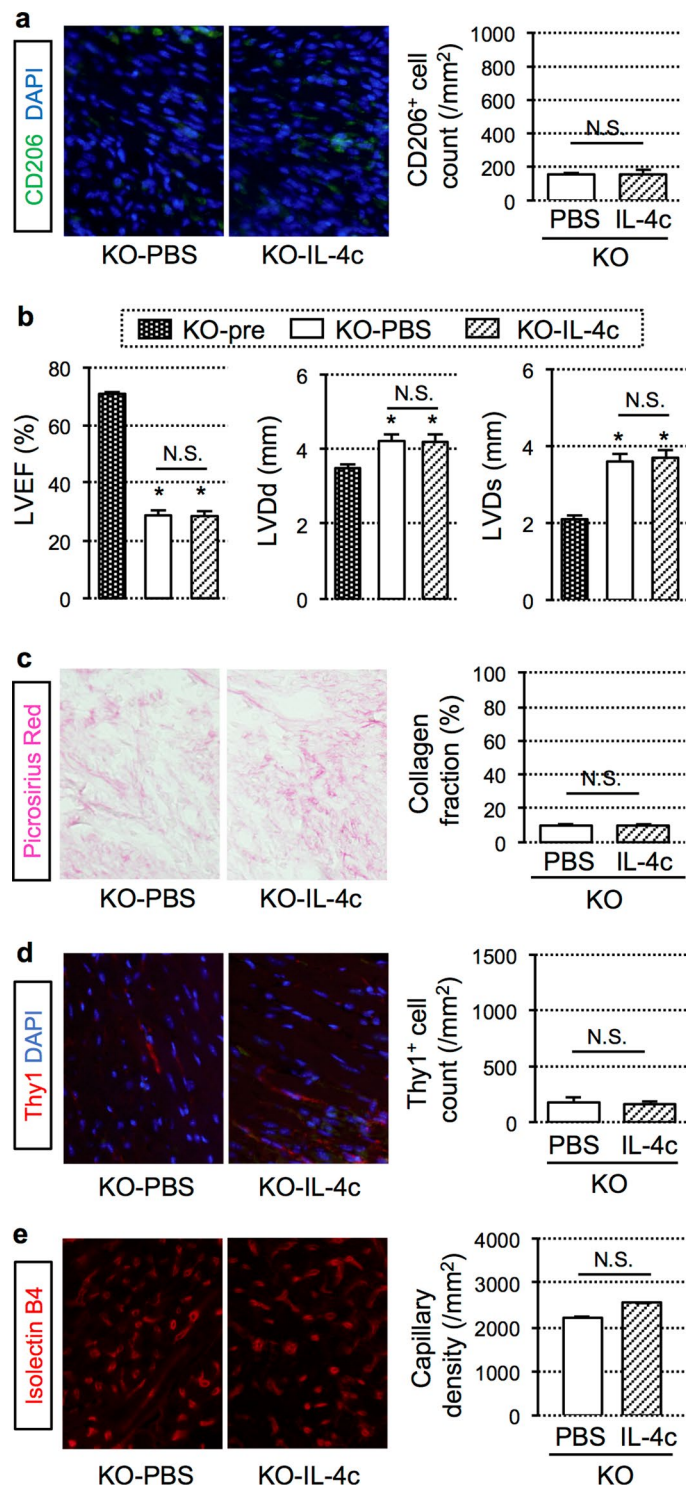 a
CD206 DAPI
KO-PBS
KO-IL-4c
CD206+ cell
count (/mm2)
1000
800
600
400
200
0
N.S.
PBS IL-4c
KO
b
KO-pre
KO-PBS
KO-IL-4c
LVEF (%)
80
60
40
20
0
N.S.
*
*
LVDd (mm)
6
4
2
0
N.S.
*
*
LVDs (mm)
6
4
2
0
N.S.
*
*
c
Picrosirius Red
KO-PBS
KO-IL-4c
Collagen
fraction (%)
100
80
60
40
20
0
N.S.
PBS IL-4c
KO
d
Thy1 DAPI
KO-PBS
KO-IL-4c
Thy1+ cell
count (/mm2)
1500
1000
500
0
N.S.
PBS IL-4c
KO
e
Isolectin B4
KO-PBS
KO-IL-4c
Capillary
density (/mm2)
4000
3000
2000
1000
0
N.S.
PBS IL-4c
KO